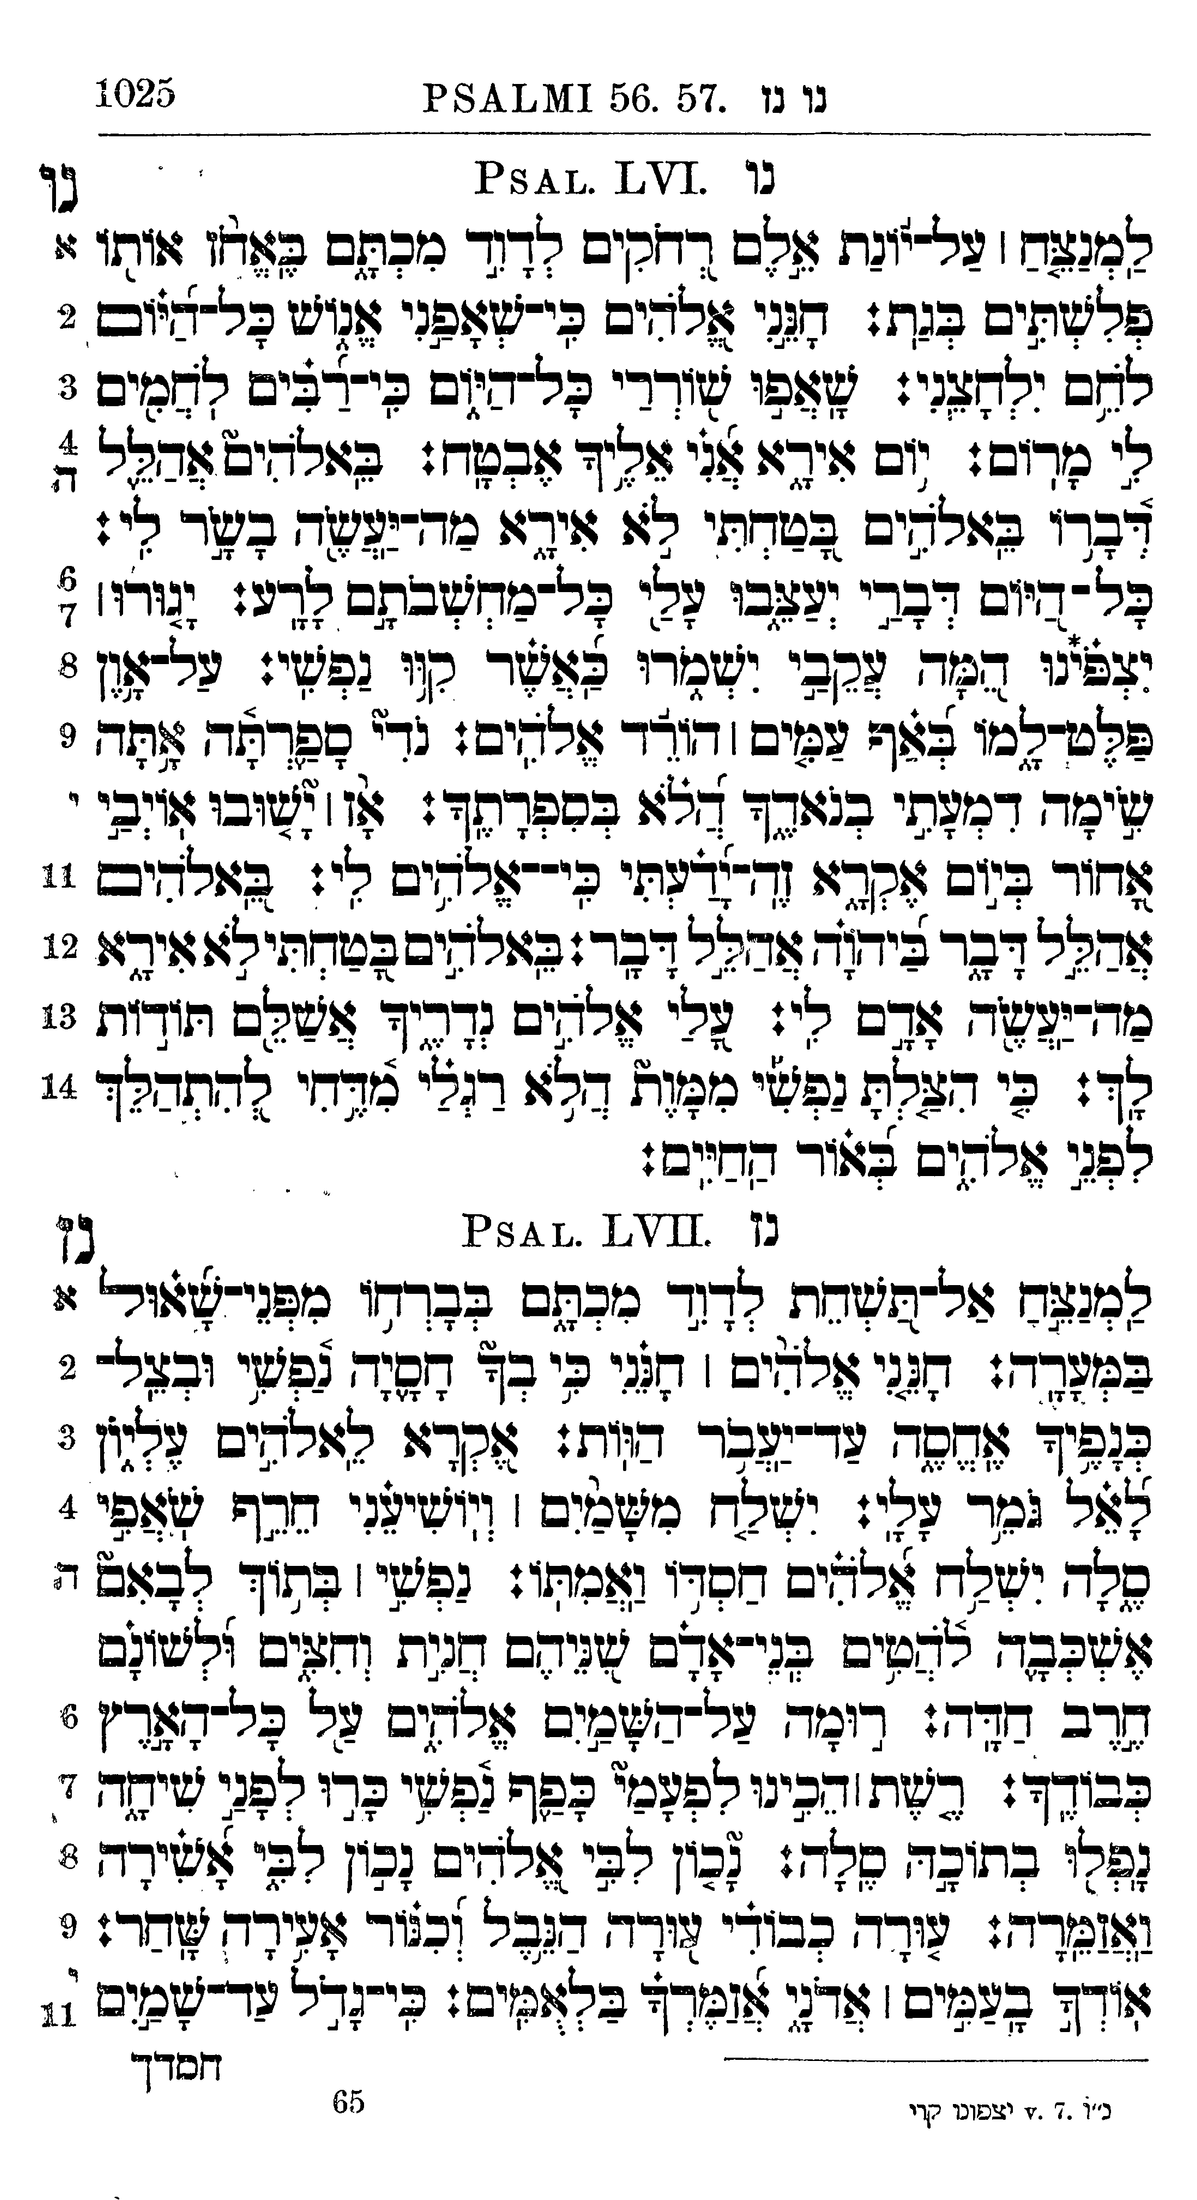 1025 PSALMI 56. 57. נו נז
נו PSAL. LVI. נו
א לַמְנַצֵּחַ ׀ עַל־יוֹנַת אֵלֶם רְחֹקִים לְדָוִד מִכְתָּם בֶּאֱחֹז אוֹתוֹ
2 פְלִשְׁתִּים בְּגַת׃ חָנֵּנִי אֱלֹהִים כִּי־שְׁאָפַנִי אֱנוֹשׁ כָּל־הַיּוֹם
3 לֹחֵם יִלְחָצֵנִי׃ שָׁאֲפוּ שׁוֹרְרַי כָּל־הַיּוֹם כִּי־רַבִּים לֹחֲמִים
4 ה לִי מָרוֹם׃ יוֹם אִירָא אֲנִי אֵלֶיךָ אֶבְטָח׃ בֵּאלֹהִים אֲהַלֵּל
דְּבָרוֹ בֵּאלֹהִים בָּטַחְתִּי לֹא אִירָא מַה־יַּעֲשֶׂה בָשָׂר לִי׃
6 7 כָּל־הַיּוֹם דְּבָרַי יְעַצֵּבוּ עָלַי כָּל־מַחְשְׁבֹתָם לָרָע׃ יָגוּרוּ ׀
8 יִצְפֹּינוּ* הֵמָּה עֲקֵבַי יִשְׁמֹרוּ כַּאֲשֶׁר קִוּוּ נַפְשִׁי׃ עַל־אָוֶן
9 פַּלֶּט־לָמוֹ בְּאַף עַמִּים ׀ הוֹרֵד אֱלֹהִים׃ נֹדִי סָפַרְתָּה אָתָּה
י שִׂימָה דִמְעָתִי בְנֹאדֶךָ הֲלֹא בְּסִפְרָתֶךָ׃ אָז ׀ יָשׁוּבוּ אוֹיְבַי
11 אָחוֹר בְּיוֹם אֶקְרָא זֶה־יָדַעְתִּי כִּי־אֱלֹהִים לִי׃ בֵּאלֹהִים
12 אֲהַלֵּל דָּבָר בַּיהוָֹה אֲהַלֵּל דָּבָר׃ בֵּאלֹהִים בָּטַחְתִּי לֹא אִירָא
13 מַה־יַּעֲשֶׂה אָדָם לִי׃ עָלַי אֱלֹהִים נְדָרֶיךָ אֲשַׁלֵּם תּוֹדוֹת
14 לָךְ׃ כִּי הִצַּלְתָּ נַפְשִׁי מִמָּוֶת הֲלֹא רַגְלַי מִדֶּחִי לְהִתְהַלֵּךְ
לִפְנֵי אֱלֹהִים בְּאוֹר הַחַיִּים׃
נז PSAL. LVII. נז
א לַמְנַצֵּחַ אַל־תַּשְׁחֵת לְדָוִד מִכְתָּם בְּבָרְחוֹ מִפְּנֵי־שָׁאוּל
2 בַּמְּעָרָה׃ חָנֵּנִי אֱלֹהִים ׀ חָנֵּנִי כִּי בְךָ חָסָיָה נַפְשִׁי וּבְצֵל־
3 כְּנָפֶיךָ אֶחְסֶה עַד־יַעֲבֹר הַוּוֹת׃ אֶקְרָא לֵאלֹהִים עֶלְיוֹן
4 לָאֵל גֹּמֵר עָלָי׃ יִשְׁלַח מִשָּׁמַיִם ׀ וְיוֹשִׁיעֵנִי חֵרֵף שֹׁאֲפִי
ה סֶלָה יִשְׁלַח אֱלֹהִים חַסְדּוֹ וַאֲמִתּוֹ׃ נַפְשִׁי ׀ בְּתוֹךְ לְבָאִם
אֶשְׁכְּבָה לֹהֲטִים בְּנֵי־אָדָם שִׁנֵּיהֶם חֲנִית וְחִצִּים וּלְשׁוֹנָם
6 חֶרֶב חַדָּה׃ רוּמָה עַל־הַשָּׁמַיִם אֱלֹהִים עַל כָּל־הָאָרֶץ
7 כְּבוֹדֶךָ׃ רֶשֶׁת ׀ הֵכִינוּ לִפְעָמַי כָּפַף נַפְשִׁי כָּרוּ לְפָנַי שִׁיחָה
8 נָפְלוּ בְתוֹכָהּ סֶלָה׃ נָכוֹן לִבִּי אֱלֹהִים נָכוֹן לִבִּי אָשִׁירָה
9 וַאֲזַמֵּרָה׃ עוּרָה כְבוֹדִי עוּרָה הַנֵּבֶל וְכִנּוֹר אָעִירָה שָּׁחַר׃
י 11 אוֹדְךָ בָעַמִּים ׀ אֲדֹנָי אֲזַמֶּרְךָ בַּלְאֻמִּים׃ כִּי־גָדֹל עַד־שָׁמַיִם
חסדך
65
v. 7. יצפונו קרי